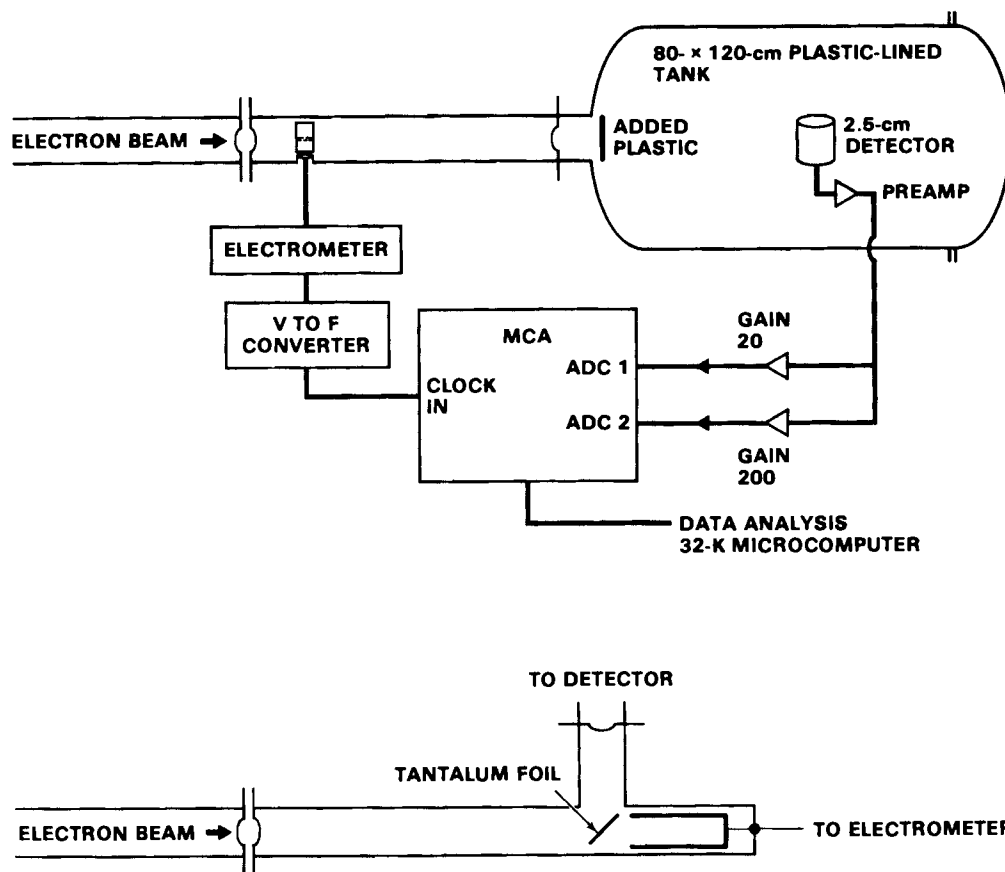 80- × 120-cm PLASTIC-LINED
TANK
ELECTRON BEAM
ADDED
PLASTIC
2.5-cm
DETECTOR
PREAMP
ELECTROMETER
V TO F
CONVERTER
MCA
CLOCK
IN
ADC 1
ADC 2
GAIN
20
GAIN
200
DATA ANALYSIS
32-K MICROCOMPUTER
TO DETECTOR
TANTALUM FOIL
ELECTRON BEAM
TO ELECTROMETER